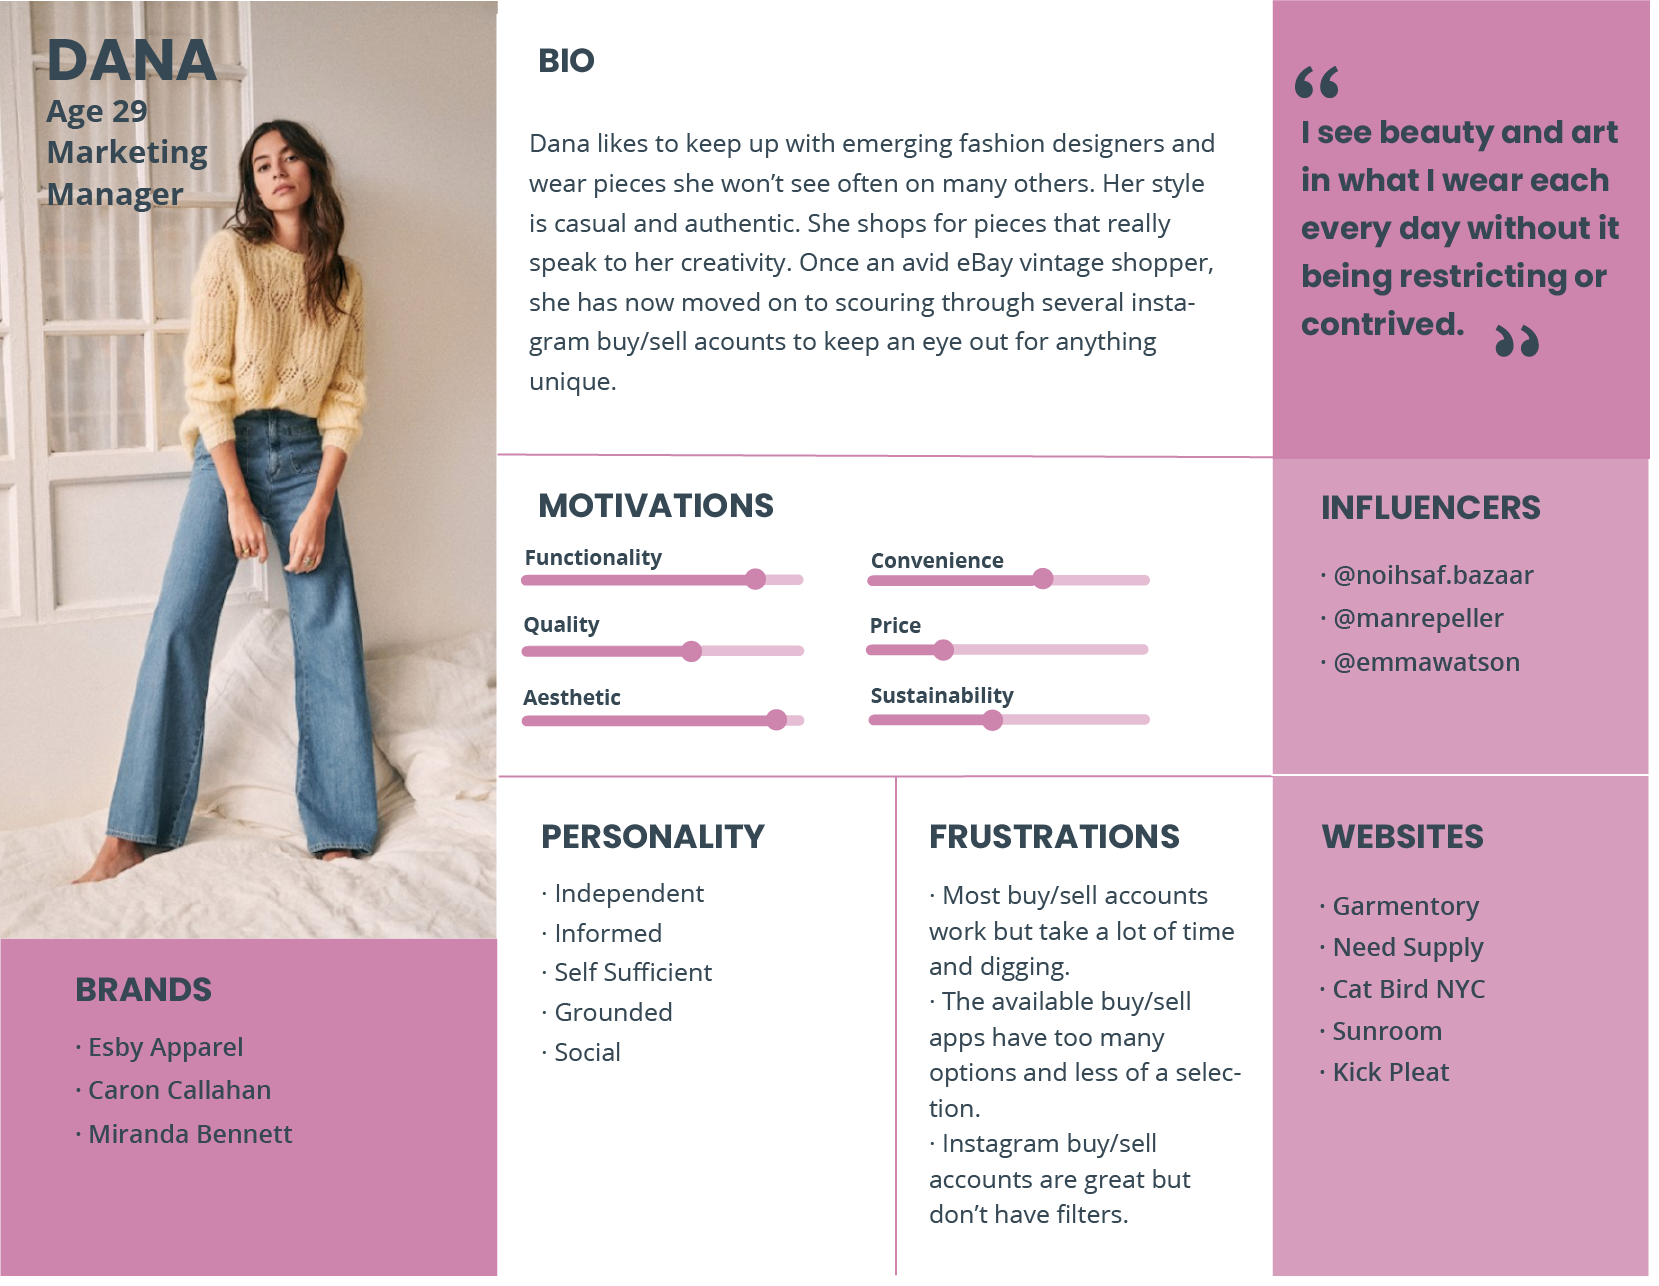 DANA
Age 29
Marketing
Manager
BRANDS
· Esby Apparel
· Caron Callahan
· Miranda Bennett
BIO
Dana likes to keep up with emerging fashion designers and
wear pieces she won’t see often on many others. Her style
is casual and authentic. She shops for pieces that really
speak to her creativity. Once an avid eBay vintage shopper,
she has now moved on to scouring through several insta-
gram buy/sell acounts to keep an eye out for anything
unique.
MOTIVATIONS
Functionality
Quality
Aesthetic
Convenience
Price
Sustainability
PERSONALITY
· Independent
· Informed
· Self Sufficient
· Grounded
· Social
FRUSTRATIONS
· Most buy/sell accounts
work but take a lot of time
and digging.
· The available buy/sell
apps have too many
options and less of a selec-
tion.
· Instagram buy/sell
accounts are great but
don’t have filters.
“
I see beauty and art
in what I wear each
every day without it
being restricting or
contrived. ”
INFLUENCERS
· @noihsaf.bazaar
· @manrepeller
· @emmawatson
WEBSITES
· Garmentory
· Need Supply
· Cat Bird NYC
· Sunroom
· Kick Pleat